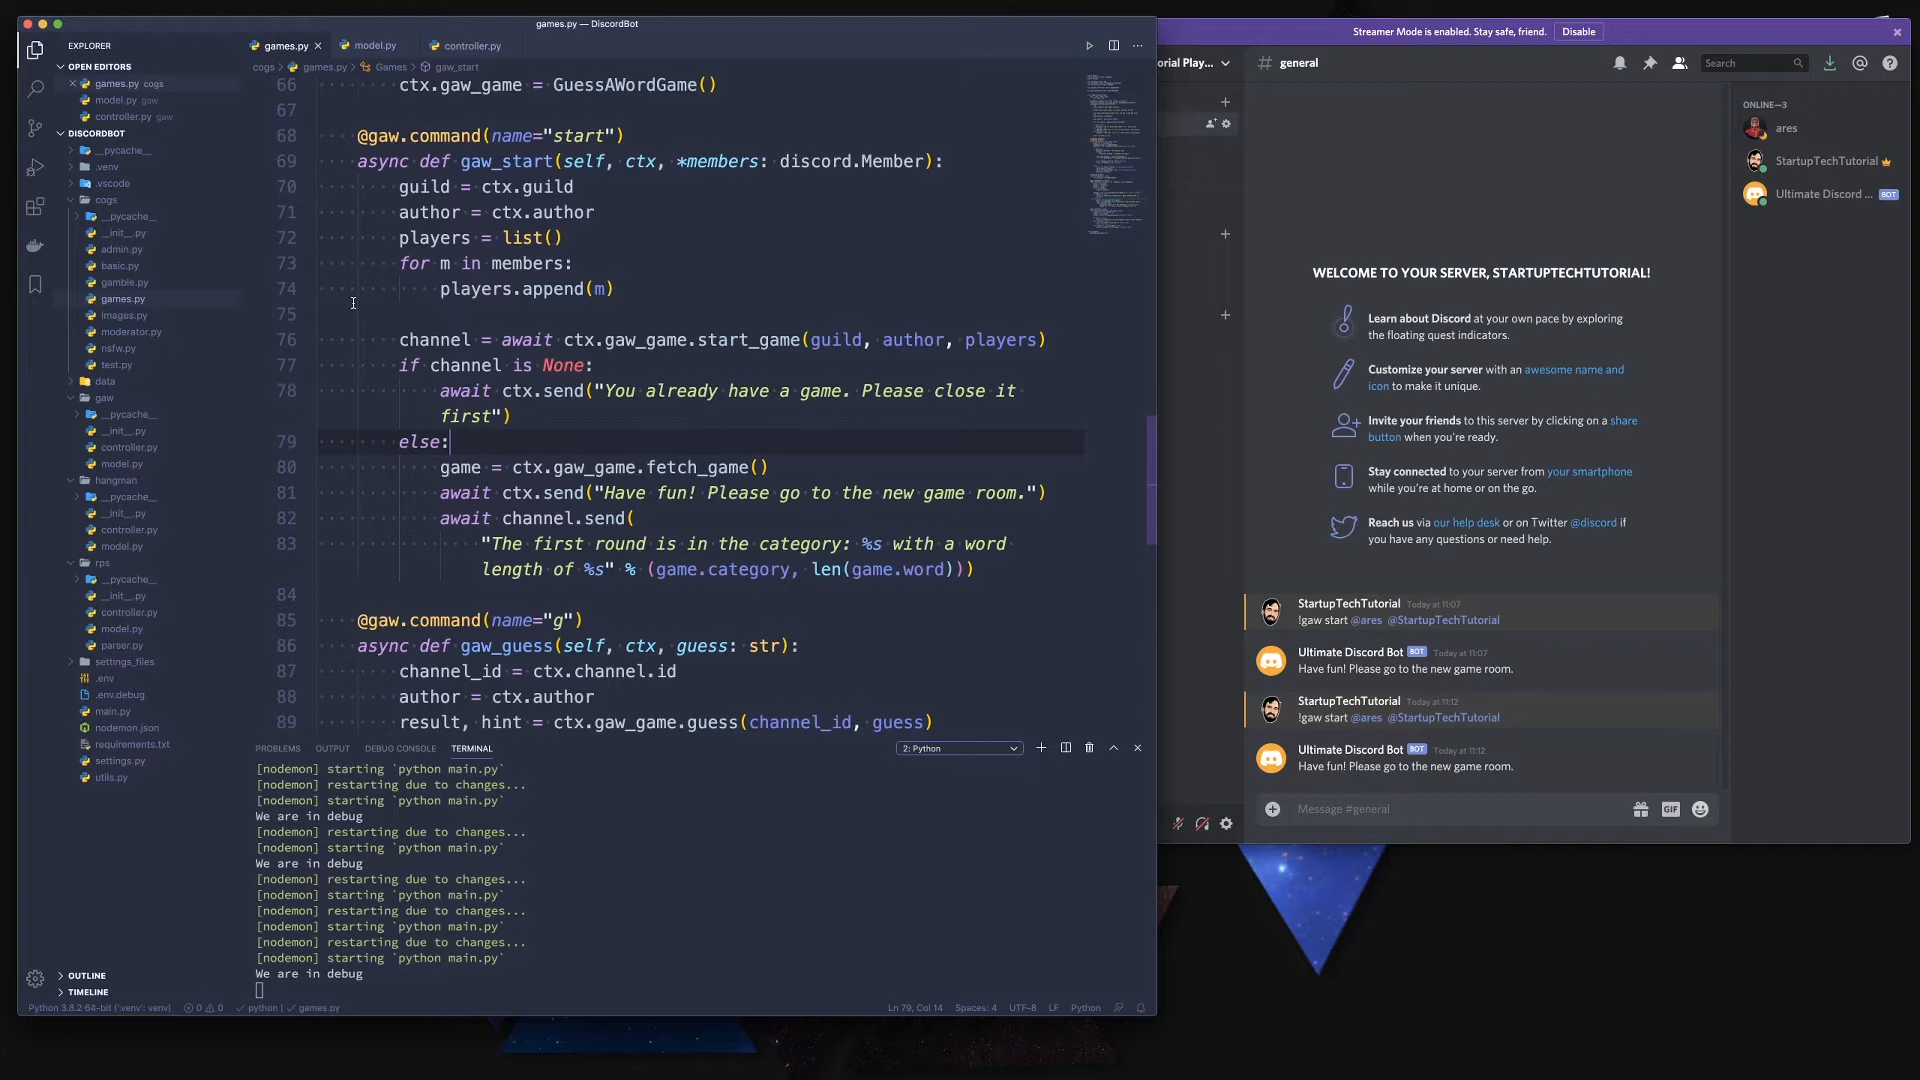 games.py — DiscordBot
EXPLORER
OPEN EDITORS
games.py cogs
model.py gaw
controller.py gaw
DISCORDBOT
__pycache__
.venv
.vscode
cogs
__pycache__
__init__.py
admin.py
basic.py
gamble.py
games.py
images.py
moderator.py
nsfw.py
test.py
data
gaw
__pycache__
__init__.py
controller.py
model.py
hangman
__pycache__
__init__.py
controller.py
model.py
rps
__pycache__
__init__.py
controller.py
model.py
parser.py
settings_files
.env
.env.debug
main.py
nodemon.json
requirements.txt
settings.py
utils.py
OUTLINE
TIMELINE
games.py model.py controller.py
cogs > games.py > Games > gaw_start
66 ctx.gaw_game = GuessAWordGame()
67
68 @gaw.command(name="start")
69 async def gaw_start(self, ctx, *members: discord.Member):
70 guild = ctx.guild
71 author = ctx.author
72 players = list()
73 for m in members:
74 players.append(m)
75
76 channel = await ctx.gaw_game.start_game(guild, author, players)
77 if channel is None:
78 await ctx.send("You already have a game. Please close it
first")
79 else:
80 game = ctx.gaw_game.fetch_game()
81 await ctx.send("Have fun! Please go to the new game room.")
82 await channel.send(
83 "The first round is in the category: %s with a word
length of %s" % (game.category, len(game.word)))
84
85 @gaw.command(name="g")
86 async def gaw_guess(self, ctx, guess: str):
87 channel_id = ctx.channel.id
88 author = ctx.author
89 result, hint = ctx.gaw_game.guess(channel_id, guess)
PROBLEMS OUTPUT DEBUG CONSOLE TERMINAL 2: Python
[nodemon] starting `python main.py`
[nodemon] restarting due to changes...
[nodemon] starting `python main.py`
We are in debug
[nodemon] restarting due to changes...
[nodemon] starting `python main.py`
We are in debug
[nodemon] restarting due to changes...
[nodemon] starting `python main.py`
[nodemon] restarting due to changes...
[nodemon] starting `python main.py`
[nodemon] restarting due to changes...
[nodemon] starting `python main.py`
We are in debug
Python 3.8.2 64-bit ('.venv': venv) 0 0 python games.py Ln 79, Col 14 Spaces: 4 UTF-8 LF Python
Streamer Mode is enabled. Stay safe, friend. Disable
orial Play... # general Search
WELCOME TO YOUR SERVER, STARTUPTECHTUTORIAL!
Learn about Discord at your own pace by exploring
the floating quest indicators.
Customize your server with an awesome name and
icon to make it unique.
Invite your friends to this server by clicking on a share
button when you're ready.
Stay connected to your server from your smartphone
while you're at home or on the go.
Reach us via our help desk or on Twitter @discord if
you have any questions or need help.
StartupTechTutorial Today at 11:07
!gaw start @ares @StartupTechTutorial
Ultimate Discord Bot BOT Today at 11:07
Have fun! Please go to the new game room.
StartupTechTutorial Today at 11:12
!gaw start @ares @StartupTechTutorial
Ultimate Discord Bot BOT Today at 11:12
Have fun! Please go to the new game room.
Message #general GIF
ONLINE—3
ares
StartupTechTutorial
Ultimate Discord ... BOT